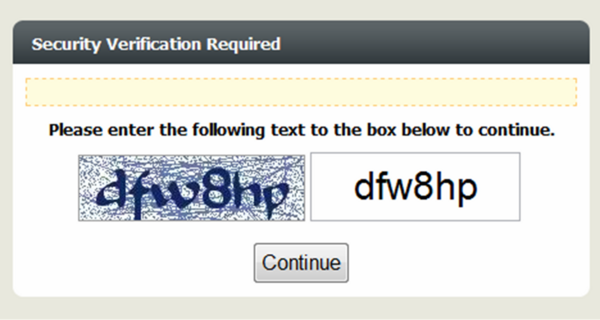 Security Verification Required
Please enter the following text to the box below to continue.
dfw8hp dfw8hp
Continue